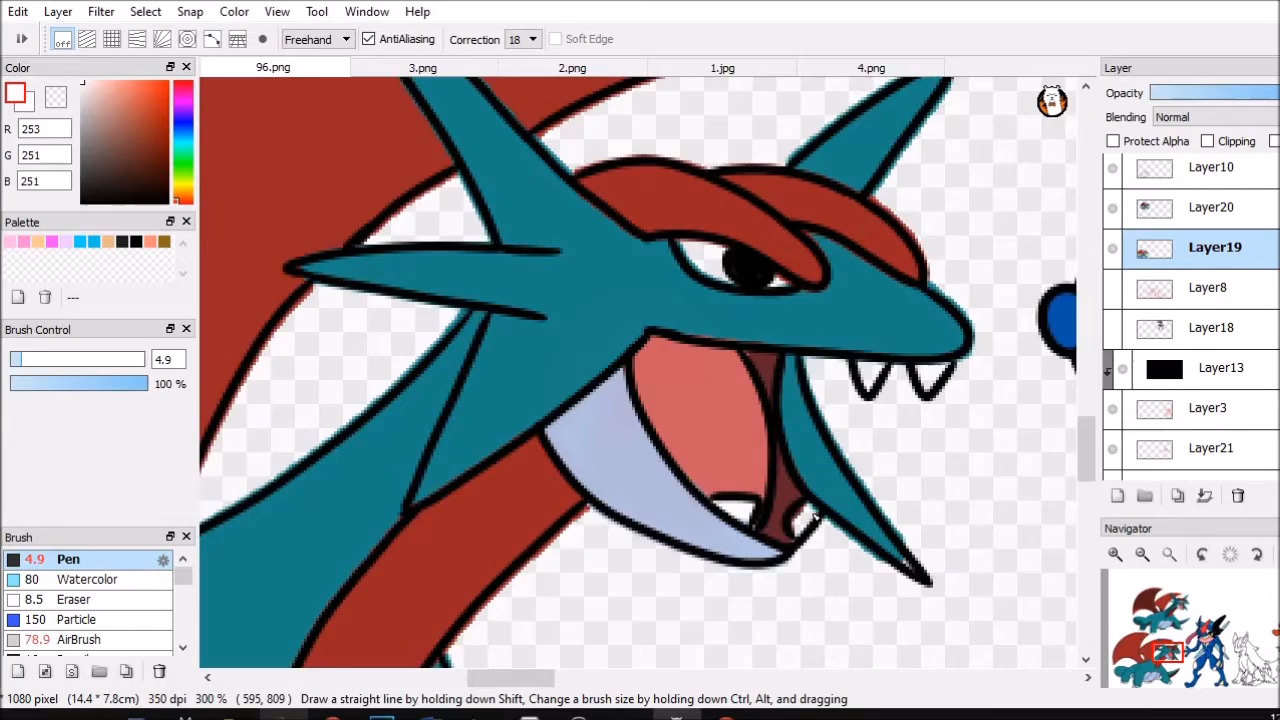 Edit Layer Filter Select Snap Color View Tool Window Help
off Freehand AntiAliasing Correction 18 Soft Edge
Color 96.png 3.png 2.png 1.jpg 4.png Layer
Opacity
R 253
Blending Normal
G 251
Protect Alpha Clipping
B 251
Layer10
Palette
Layer20
Layer19
Layer8
---
Brush Control
Layer18
4.9
Layer13
100 %
Layer3
Layer21
Brush
Navigator
4.9 Pen
80 Watercolor
8.5 Eraser
150 Particle
78.9 AirBrush
* 1080 pixel (14.4 * 7.8cm) 350 dpi 300 % ( 595, 809 ) Draw a straight line by holding down Shift, Change a brush size by holding down Ctrl, Alt, and dragging